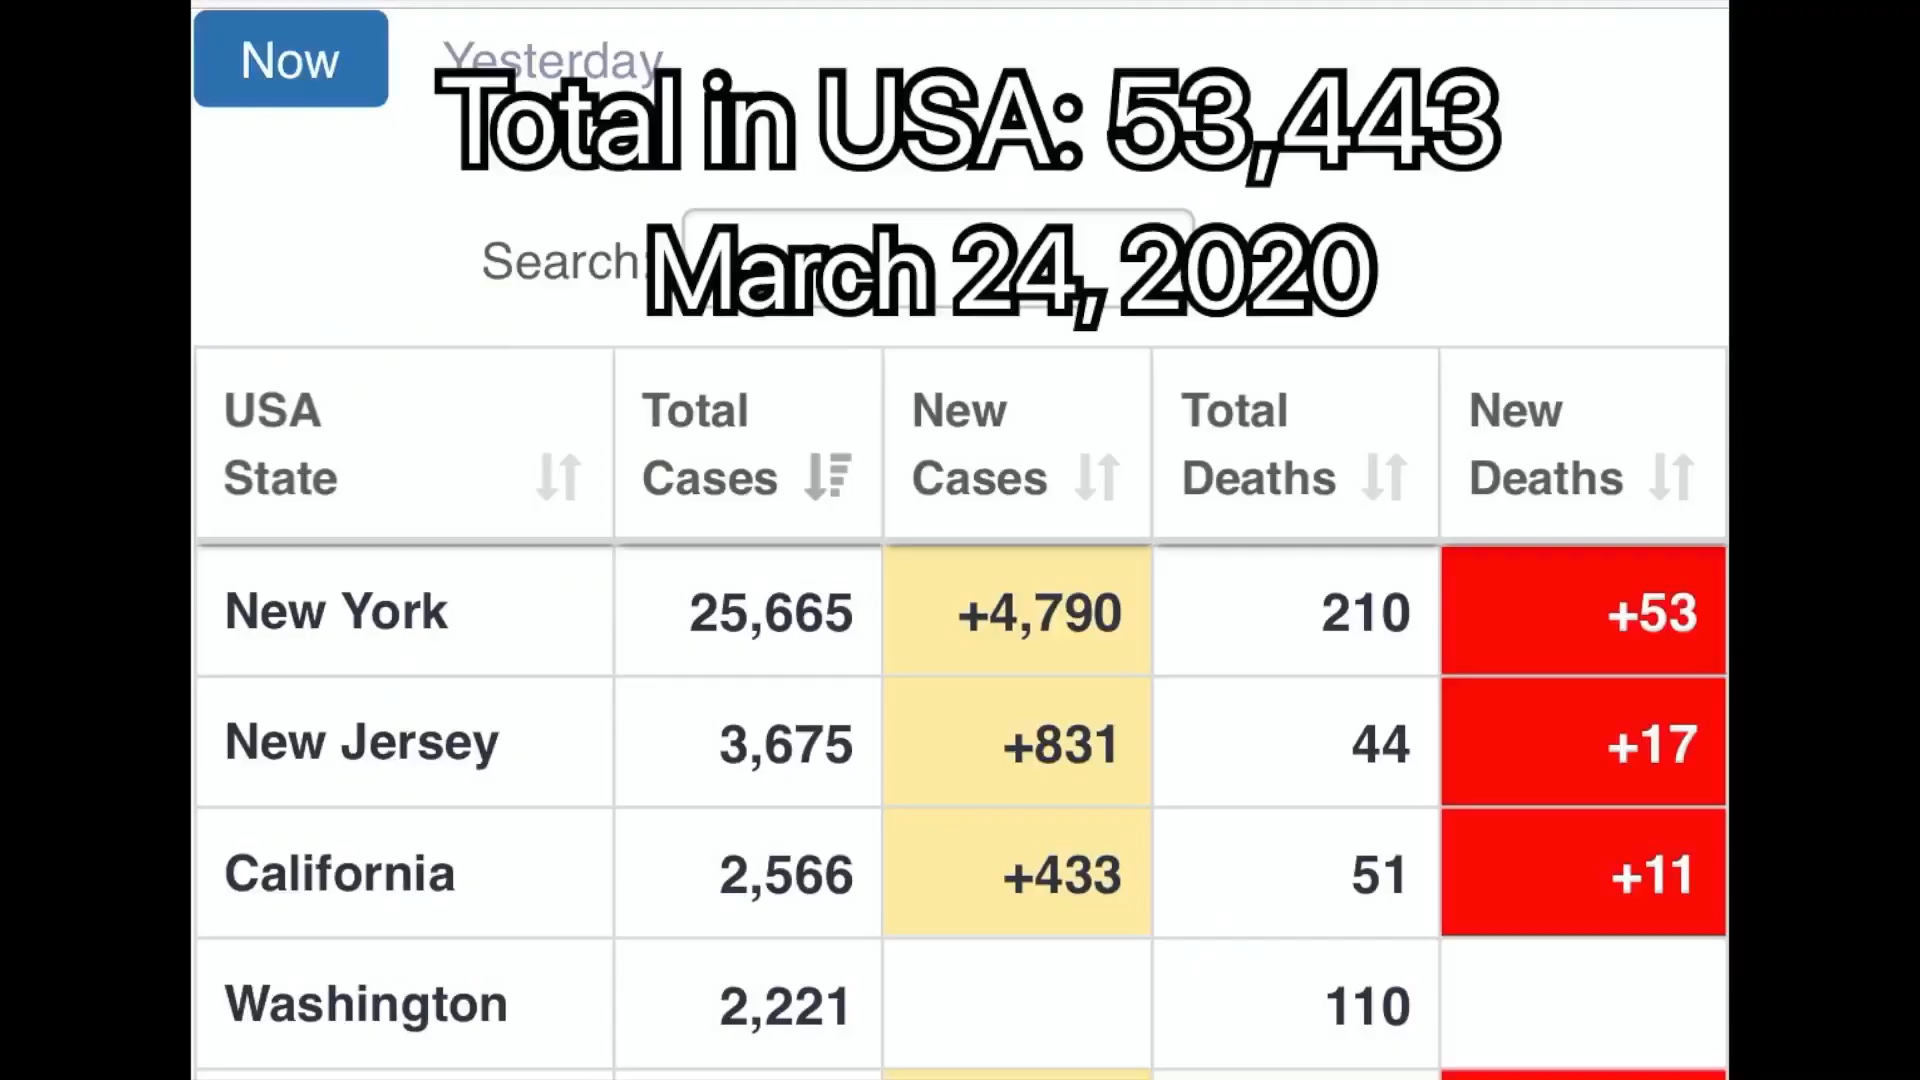 Now Yesterday
Total in USA: 53,443
Search: March 24, 2020
USA State Total Cases New Cases Total Deaths New Deaths
New York 25,665 +4,790 210 +53
New Jersey 3,675 +831 44 +17
California 2,566 +433 51 +11
Washington 2,221 110